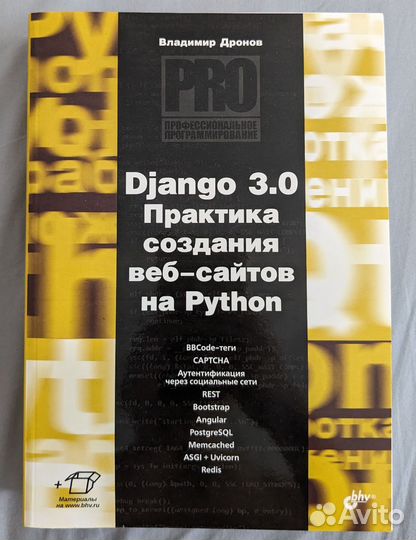 Владимир Дронов
PRO
ПРОФЕССИОНАЛЬНОЕ
ПРОГРАММИРОВАНИЕ
Django 3.0
Практика
создания
веб-сайтов
на Python
BBCode-теги
CAPTCHA
Аутентификация
через социальные сети
REST
Bootstrap
Angular
PostgreSQL
Memcached
ASGI + Uvicorn
Redis
+
Материалы
на www.bhv.ru
bhv®
Avito